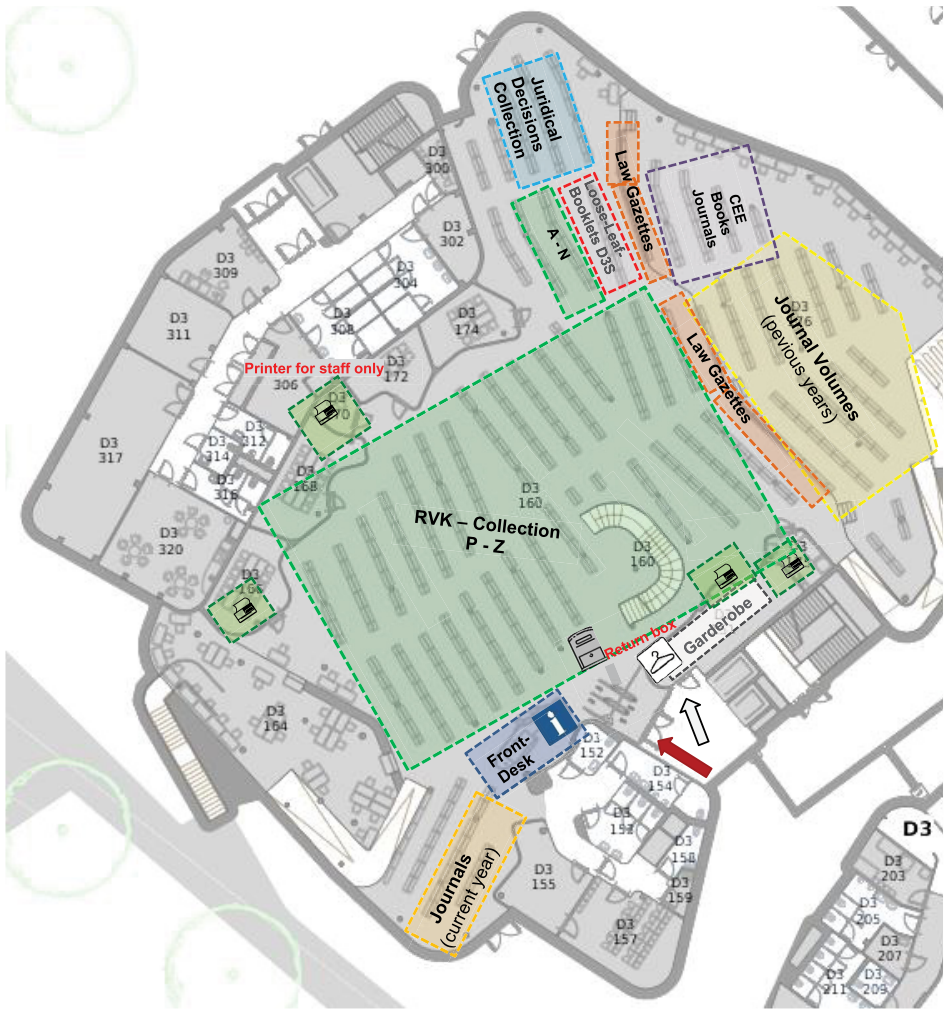 Juridical
Decisions
Collection
Law Gazettes
CEE
Books
Journals
Loose-Leaf-
Booklets D3S
A - N
D3
300
D3
302
D3
304
D3
309
D3
311
D3
308
D3
174
Journal Volumes
(pevious years)
Law Gazettes
Printer for staff only
172
306
D3
D3
312
D3
314
D3
316
D3
317
D3
168
D3
320
D3
160
RVK – Collection
P - Z
D3
160
Return box
Garderobe
D3
164
Front-
Desk
i
D3
152
D3
154
D3
153
D3
158
D3
159
D3
155
D3
157
Journals
(current year)
D3
D3
203
D3
205
D3
207
D3
209
D3
211